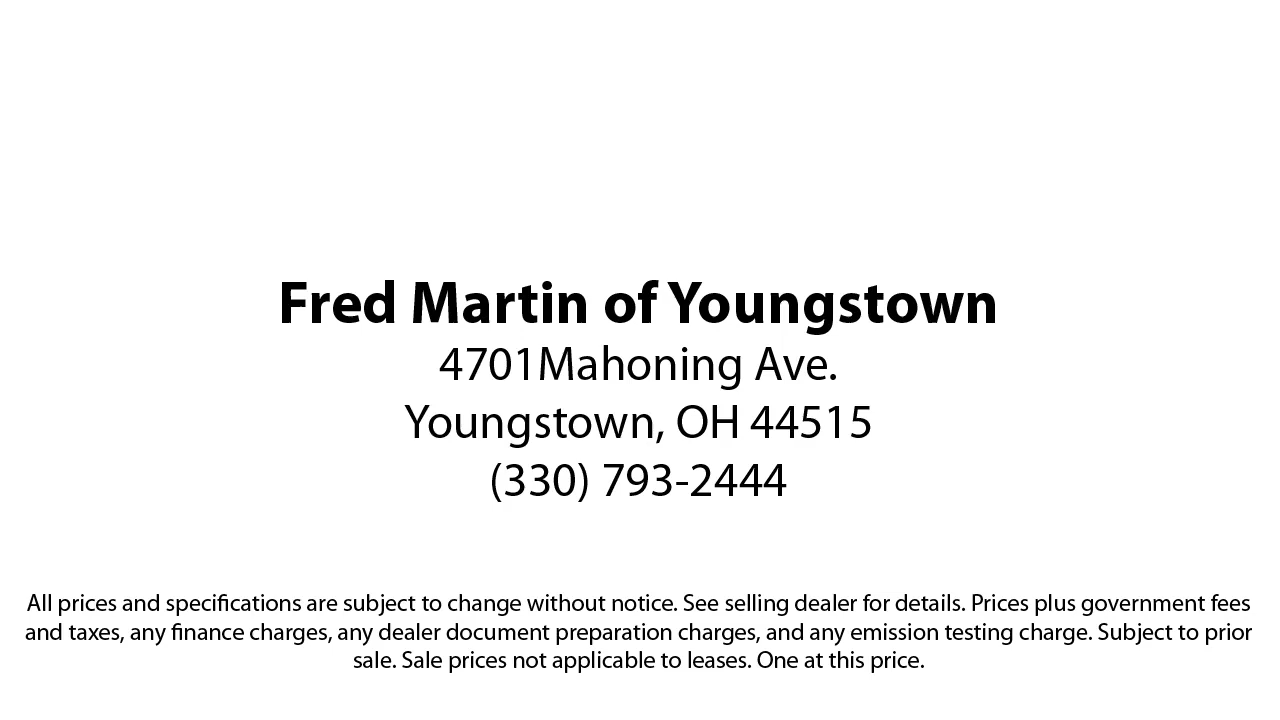 Fred Martin of Youngstown
4701Mahoning Ave.
Youngstown, OH 44515
(330) 793-2444
All prices and specifications are subject to change without notice. See selling dealer for details. Prices plus government fees
and taxes, any finance charges, any dealer document preparation charges, and any emission testing charge. Subject to prior
sale. Sale prices not applicable to leases. One at this price.